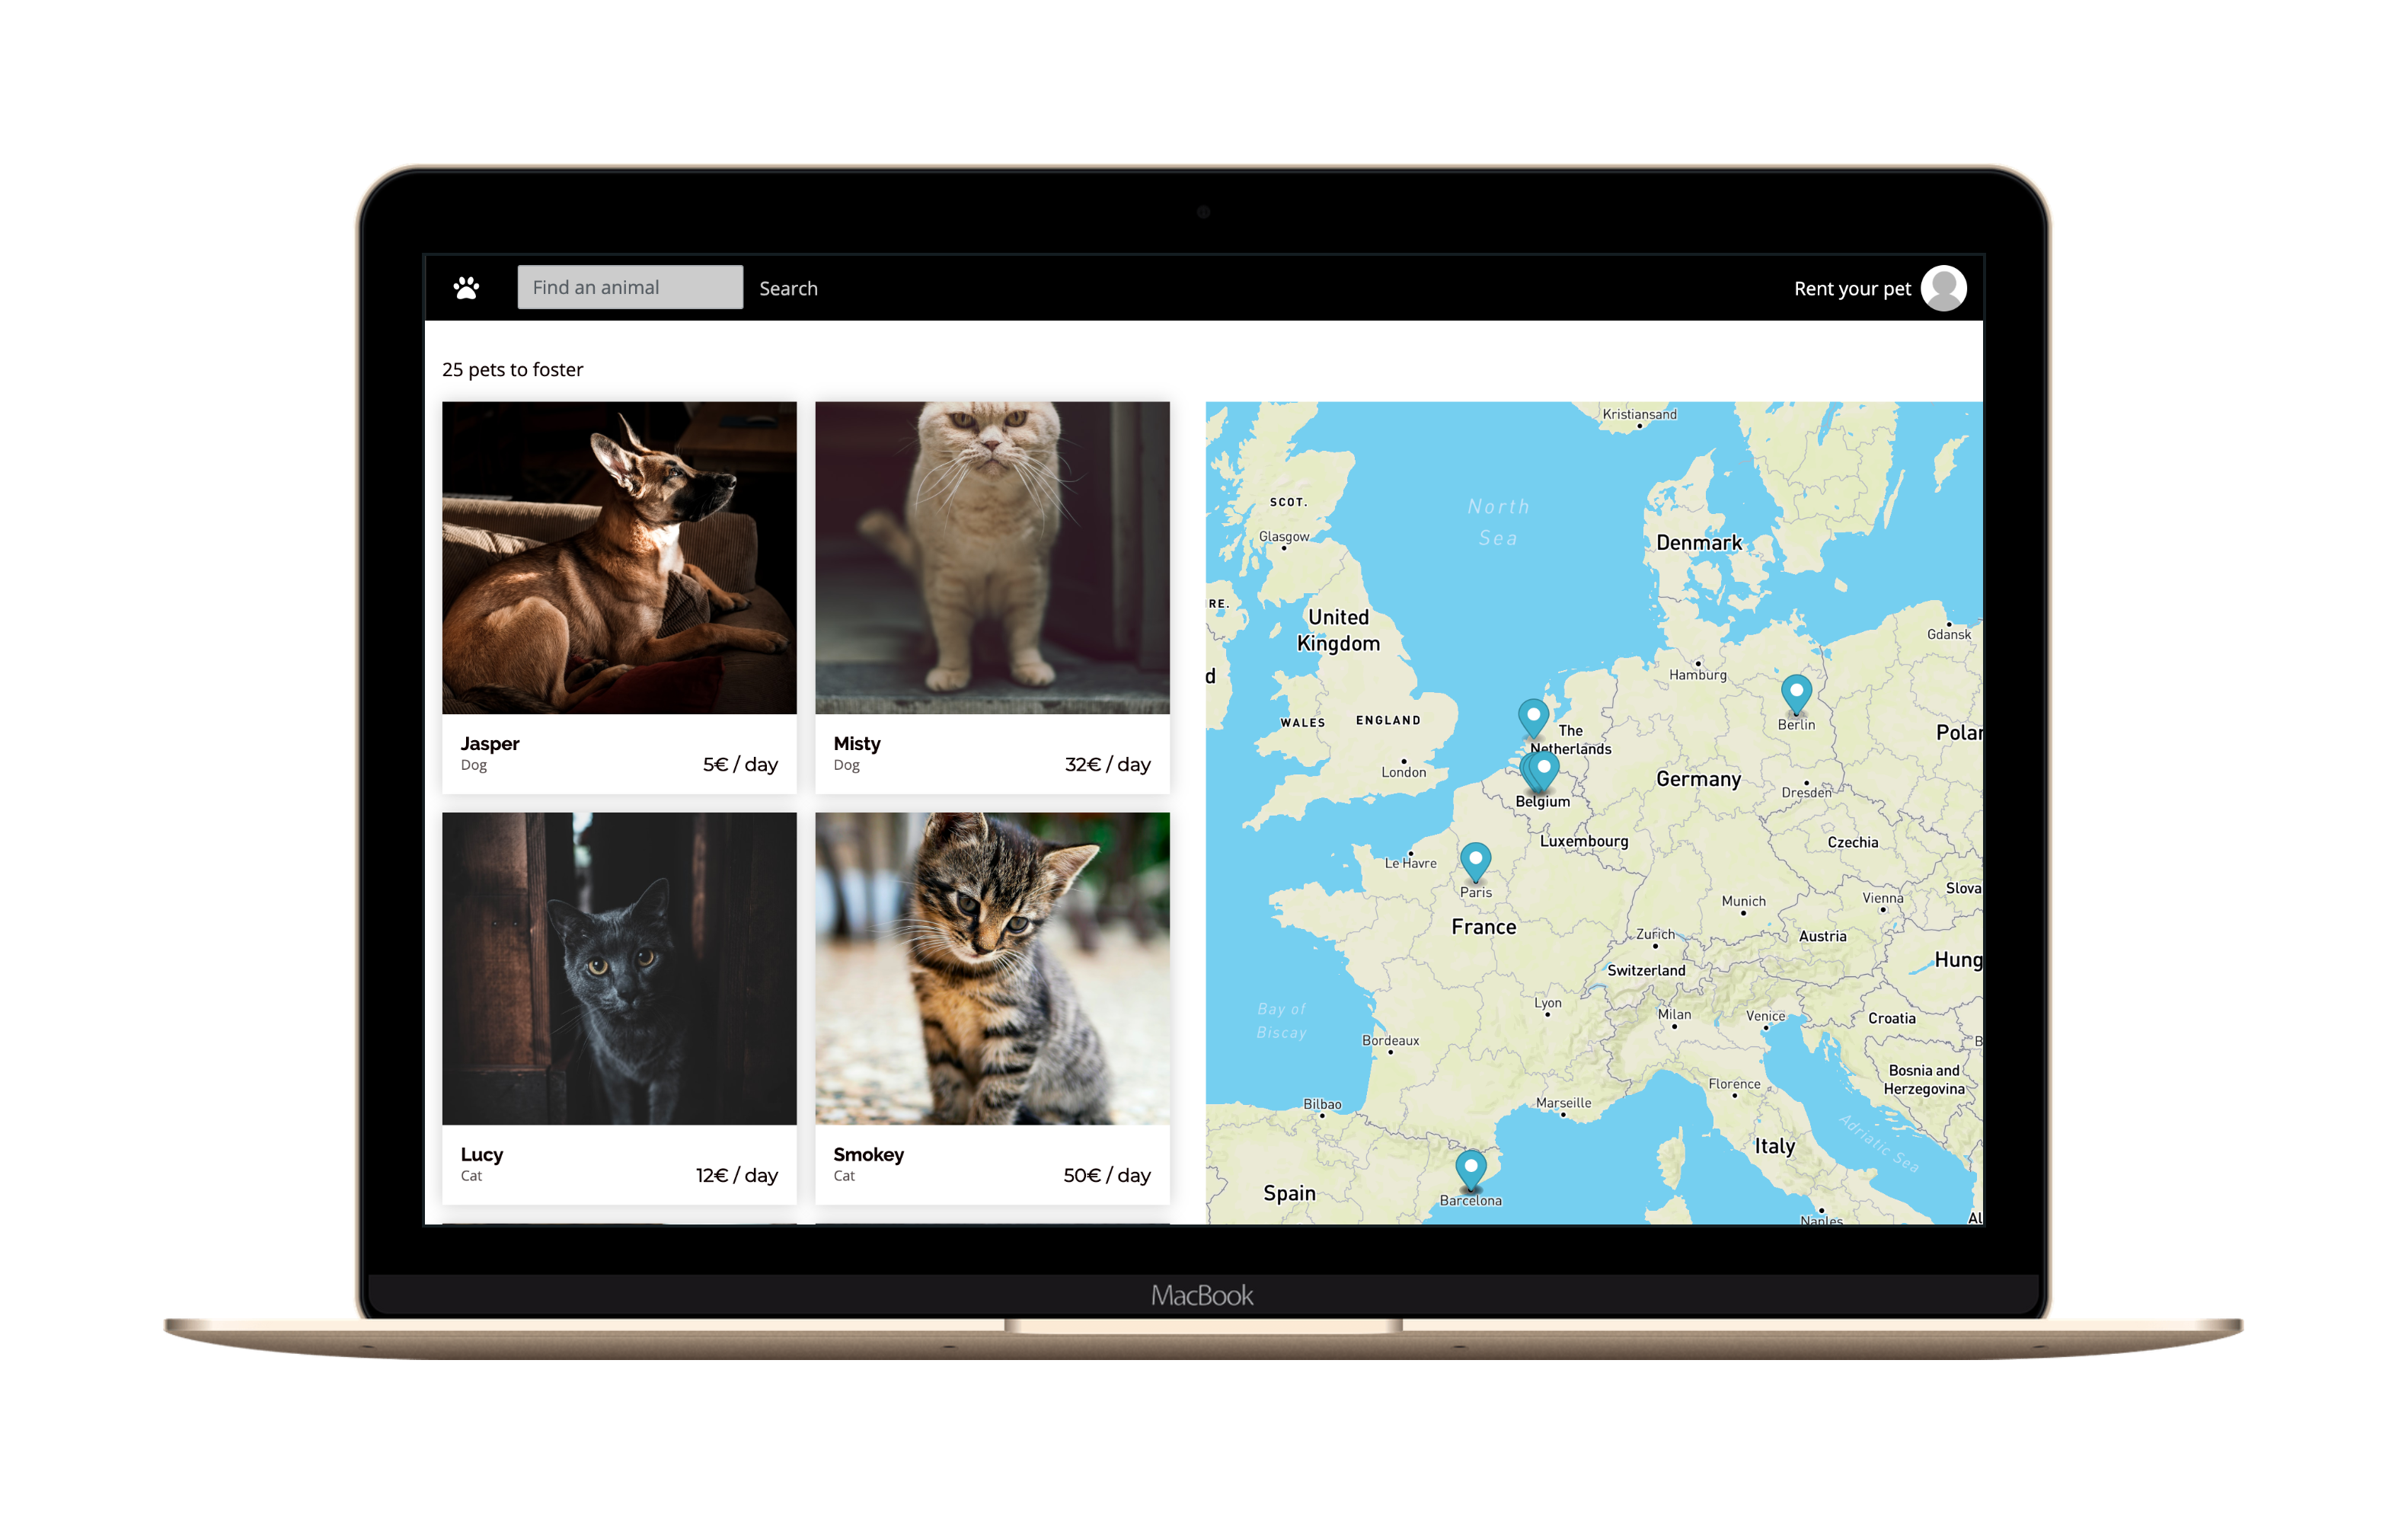 Find an animal
Search
Rent your pet
25 pets to foster
Jasper
Dog
5€ / day
Misty
Dog
32€ / day
Lucy
Cat
12€ / day
Smokey
Cat
50€ / day
Kristiansand
SCOT.
North
Sea
Glasgow
Denmark
RE.
United
Kingdom
Gdansk
d
Hamburg
WALES
ENGLAND
The
Netherlands
Berlin
Polar
London
Germany
Dresden
Belgium
Luxembourg
Czechia
Le Havre
Paris
Slova
Munich
Vienna
France
Zurich
Austria
Switzerland
Hung
Bay of
Biscay
Lyon
Milan
Venice
Croatia
Bordeaux
B
Bosnia and
Herzegovina
Florence
Bilbao
Marseille
Adriatic Sea
Italy
Spain
Barcelona
Naples
Al
MacBook